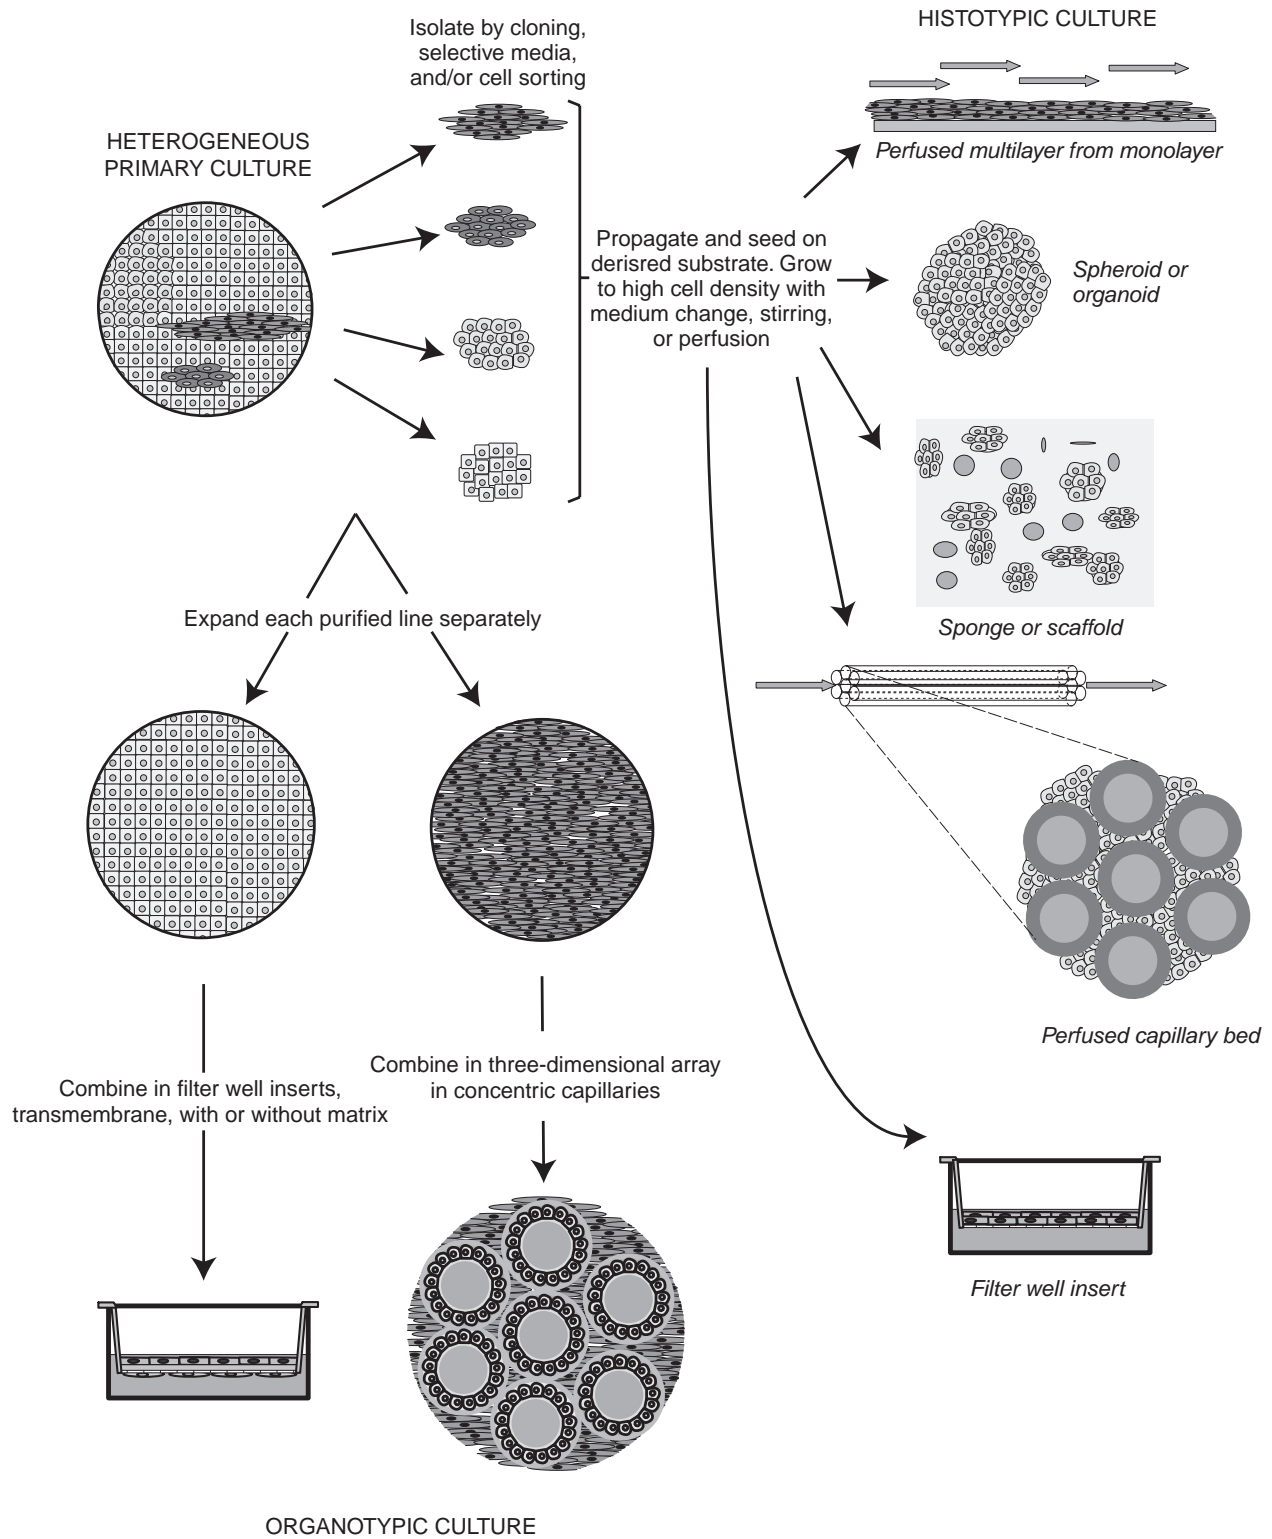 Isolate by cloning,
selective media,
and/or cell sorting
HISTOTYPIC CULTURE
HETEROGENEOUS
PRIMARY CULTURE
Perfused multilayer from monolayer
Propagate and seed on
derisred substrate. Grow
to high cell density with
medium change, stirring,
or perfusion
Spheroid or
organoid
Sponge or scaffold
Expand each purified line separately
Perfused capillary bed
Combine in filter well inserts,
transmembrane, with or without matrix
Combine in three-dimensional array
in concentric capillaries
Filter well insert
ORGANOTYPIC CULTURE